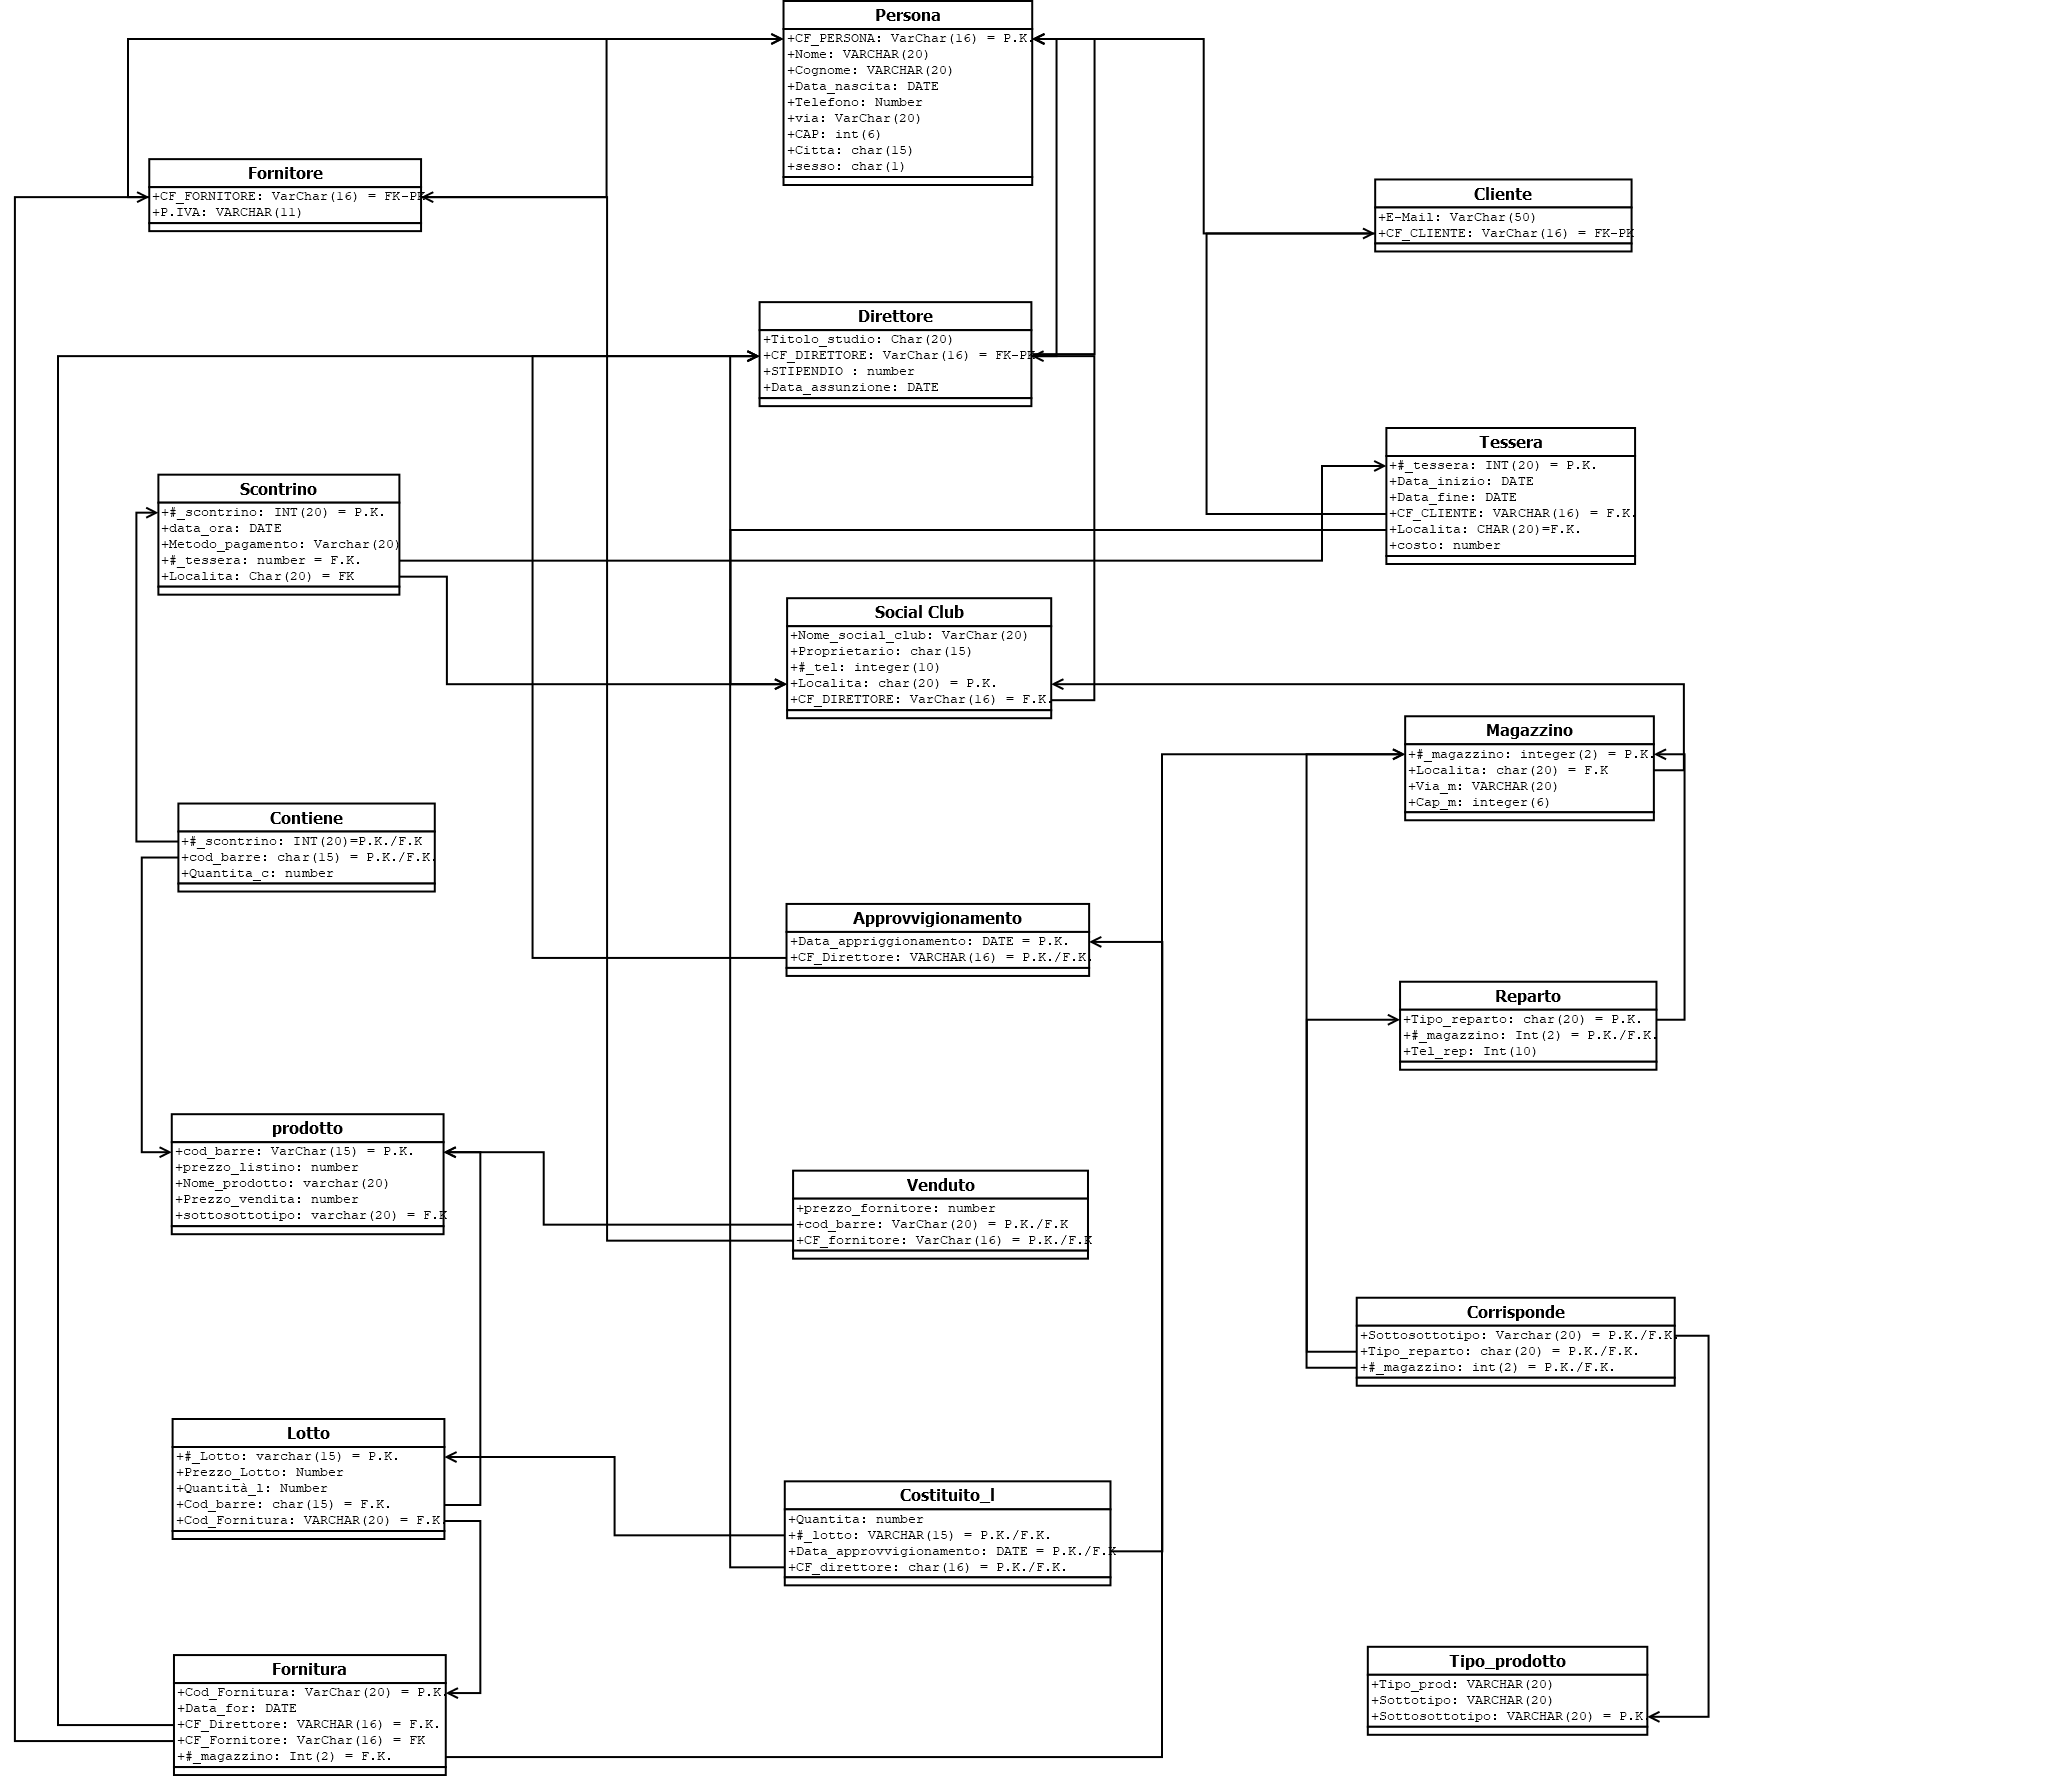 Persona
+CF_PERSONA: VarChar(16) = P.K.
+Nome: VARCHAR(20)
+Cognome: VARCHAR(20)
+Data_nascita: DATE
+Telefono: Number
+via: VarChar(20)
+CAP: int(6)
+Citta: char(15)
+sesso: char(1)
Fornitore
+CF_FORNITORE: VarChar(16) = FK-PK
+P.IVA: VARCHAR(11)
Cliente
+E-Mail: VarChar(50)
+CF_CLIENTE: VarChar(16) = FK-PK
Direttore
+Titolo_studio: Char(20)
+CF_DIRETTORE: VarChar(16) = FK-PK
+STIPENDIO : number
+Data_assunzione: DATE
Tessera
+#_tessera: INT(20) = P.K.
+Data_inizio: DATE
+Data_fine: DATE
+CF_CLIENTE: VARCHAR(16) = F.K.
+Localita: CHAR(20)=F.K.
+costo: number
Scontrino
+#_scontrino: INT(20) = P.K.
+data_ora: DATE
+Metodo_pagamento: Varchar(20)
+#_tessera: number = F.K.
+Localita: Char(20) = FK
Social Club
+Nome_social_club: VarChar(20)
+Proprietario: char(15)
+#_tel: integer(10)
+Localita: char(20) = P.K.
+CF_DIRETTORE: VarChar(16) = F.K.
Magazzino
+#_magazzino: integer(2) = P.K.
+Localita: char(20) = F.K
+Via_m: VARCHAR(20)
+Cap_m: integer(6)
Contiene
+#_scontrino: INT(20)=P.K./F.K
+cod_barre: char(15) = P.K./F.K.
+Quantita_c: number
Approvvigionamento
+Data_appriggionamento: DATE = P.K.
+CF_Direttore: VARCHAR(16) = P.K./F.K.
Reparto
+Tipo_reparto: char(20) = P.K.
+#_magazzino: Int(2) = P.K./F.K.
+Tel_rep: Int(10)
prodotto
+cod_barre: VarChar(15) = P.K.
+prezzo_listino: number
+Nome_prodotto: varchar(20)
+Prezzo_vendita: number
+sottosottotipo: varchar(20) = F.K
Venduto
+prezzo_fornitore: number
+cod_barre: VarChar(20) = P.K./F.K
+CF_fornitore: VarChar(16) = P.K./F.K
Corrisponde
+Sottosottotipo: Varchar(20) = P.K./F.K.
+Tipo_reparto: char(20) = P.K./F.K.
+#_magazzino: int(2) = P.K./F.K.
Lotto
+#_Lotto: varchar(15) = P.K.
+Prezzo_Lotto: Number
+Quantità_l: Number
+Cod_barre: char(15) = F.K.
+Cod_Fornitura: VARCHAR(20) = F.K
Costituito_l
+Quantita: number
+#_lotto: VARCHAR(15) = P.K./F.K.
+Data_approvvigionamento: DATE = P.K./F.K
+CF_direttore: char(16) = P.K./F.K.
Fornitura
+Cod_Fornitura: VarChar(20) = P.K.
+Data_for: DATE
+CF_Direttore: VARCHAR(16) = F.K.
+CF_Fornitore: VarChar(16) = FK
+#_magazzino: Int(2) = F.K.
Tipo_prodotto
+Tipo_prod: VARCHAR(20)
+Sottotipo: VARCHAR(20)
+Sottosottotipo: VARCHAR(20) = P.K